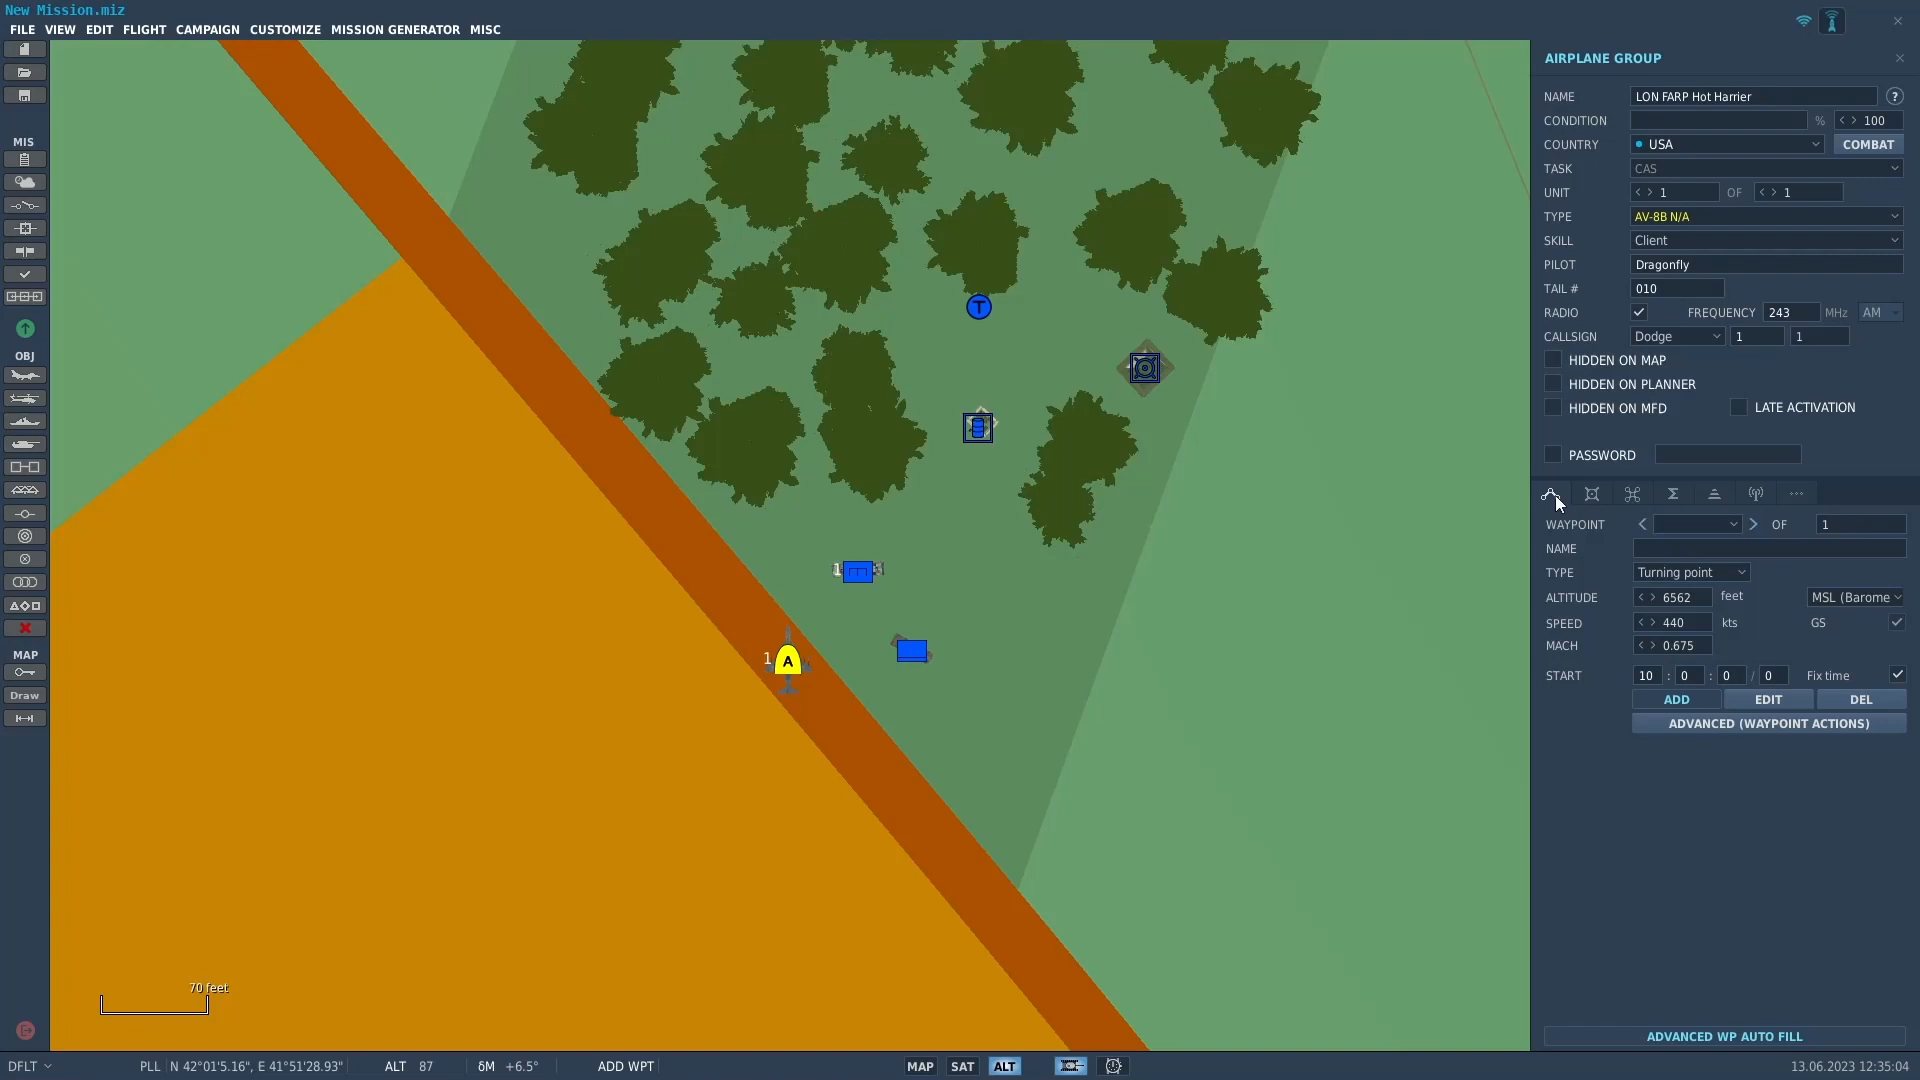 New Mission.miz
FILE VIEW EDIT FLIGHT CAMPAIGN CUSTOMIZE MISSION GENERATOR MISC
MIS
OBJ
MAP
Draw
T
1
1
A
70 feet
AIRPLANE GROUP
NAME LON FARP Hot Harrier ?
CONDITION % < > 100
COUNTRY USA COMBAT
TASK CAS
UNIT < > 1 OF < > 1
TYPE AV-8B N/A
SKILL Client
PILOT Dragonfly
TAIL # 010
RADIO FREQUENCY 243 MHz AM
CALLSIGN Dodge 1 1
HIDDEN ON MAP
HIDDEN ON PLANNER
HIDDEN ON MFD LATE ACTIVATION
PASSWORD
WAYPOINT < > OF 1
NAME
TYPE Turning point
ALTITUDE < > 6562 feet MSL (Barome
SPEED < > 440 kts GS
MACH < > 0.675
START 10 : 0 : 0 / 0 Fix time
ADD EDIT DEL
ADVANCED (WAYPOINT ACTIONS)
ADVANCED WP AUTO FILL
DFLT PLL N 42°01'5.16", E 41°51'28.93" ALT 87 δM +6.5° ADD WPT MAP SAT ALT 13.06.2023 12:35:04